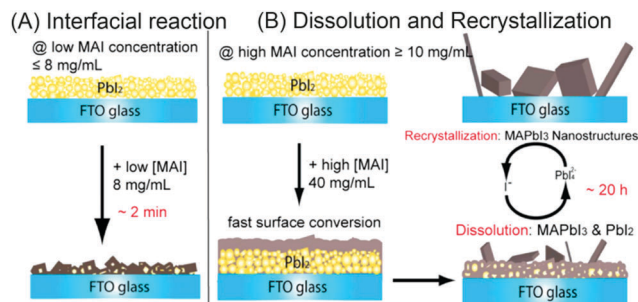 (A) Interfacial reaction
@ low MAI concentration
≤ 8 mg/mL
PbI₂
FTO glass
+ low [MAI]
8 mg/mL
~ 2 min
FTO glass
(B) Dissolution and Recrystallization
@ high MAI concentration ≥ 10 mg/mL
PbI₂
FTO glass
+ high [MAI]
40 mg/mL
fast surface conversion
PbI₂
FTO glass
FTO glass
Recrystallization: MAPbI3 Nanostructures
I⁻
PbI₄²⁻
~ 20 h
Dissolution: MAPbI₃ & PbI₂
FTO glass